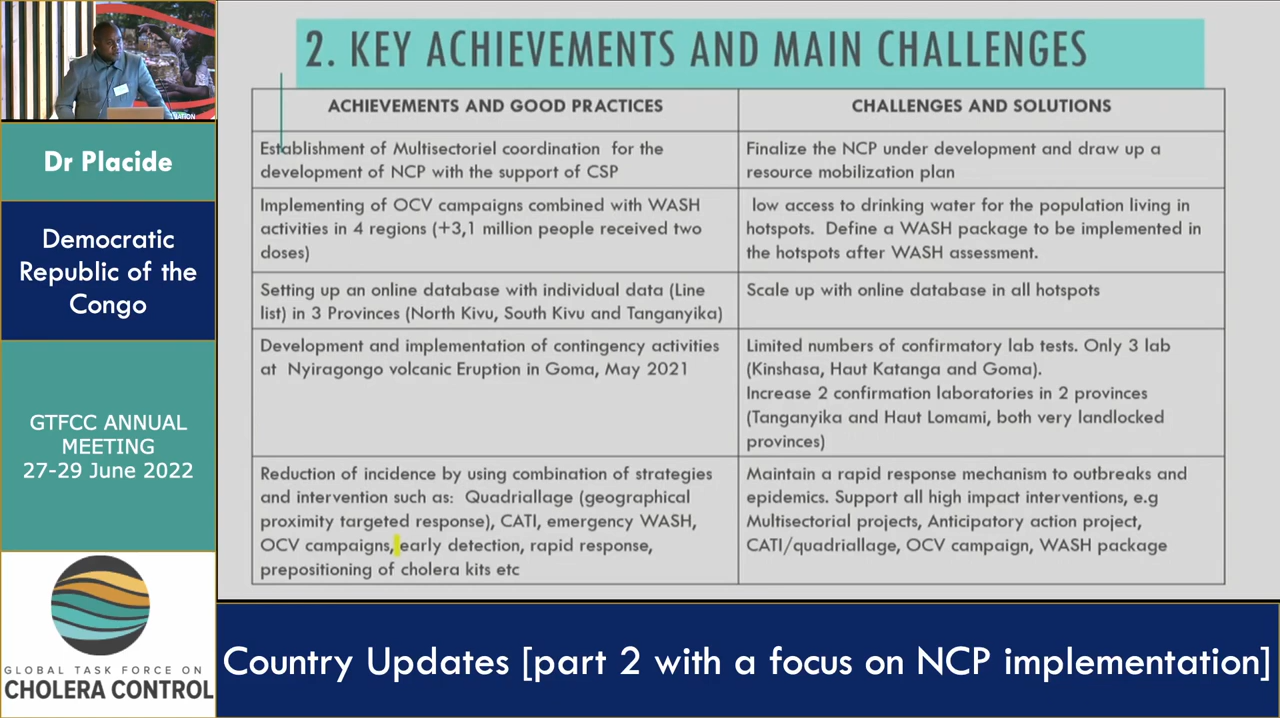 Dr Placide
Democratic
Republic of the
Congo
GTFCC ANNUAL
MEETING
27-29 June 2022
GLOBAL TASK FORCE ON
CHOLERA CONTROL
2. KEY ACHIEVEMENTS AND MAIN CHALLENGES
ACHIEVEMENTS AND GOOD PRACTICES
CHALLENGES AND SOLUTIONS
Establishment of Multisectoriel coordination for the
development of NCP with the support of CSP
Finalize the NCP under development and draw up a
resource mobilization plan
Implementing of OCV campaigns combined with WASH
activities in 4 regions (+3,1 million people received two
doses)
low access to drinking water for the population living in
hotspots. Define a WASH package to be implemented in
the hotspots after WASH assessment.
Setting up an online database with individual data (Line
list) in 3 Provinces (North Kivu, South Kivu and Tanganyika)
Scale up with online database in all hotspots
Development and implementation of contingency activities
at Nyiragongo volcanic Eruption in Goma, May 2021
Limited numbers of confirmatory lab tests. Only 3 lab
(Kinshasa, Haut Katanga and Goma).
Increase 2 confirmation laboratories in 2 provinces
(Tanganyika and Haut Lomami, both very landlocked
provinces)
Reduction of incidence by using combination of strategies
and intervention such as: Quadriallage (geographical
proximity targeted response), CATI, emergency WASH,
OCV campaigns, early detection, rapid response,
prepositioning of cholera kits etc
Maintain a rapid response mechanism to outbreaks and
epidemics. Support all high impact interventions, e.g
Multisectorial projects, Anticipatory action project,
CATI/quadriallage, OCV campaign, WASH package
Country Updates [part 2 with a focus on NCP implementation]